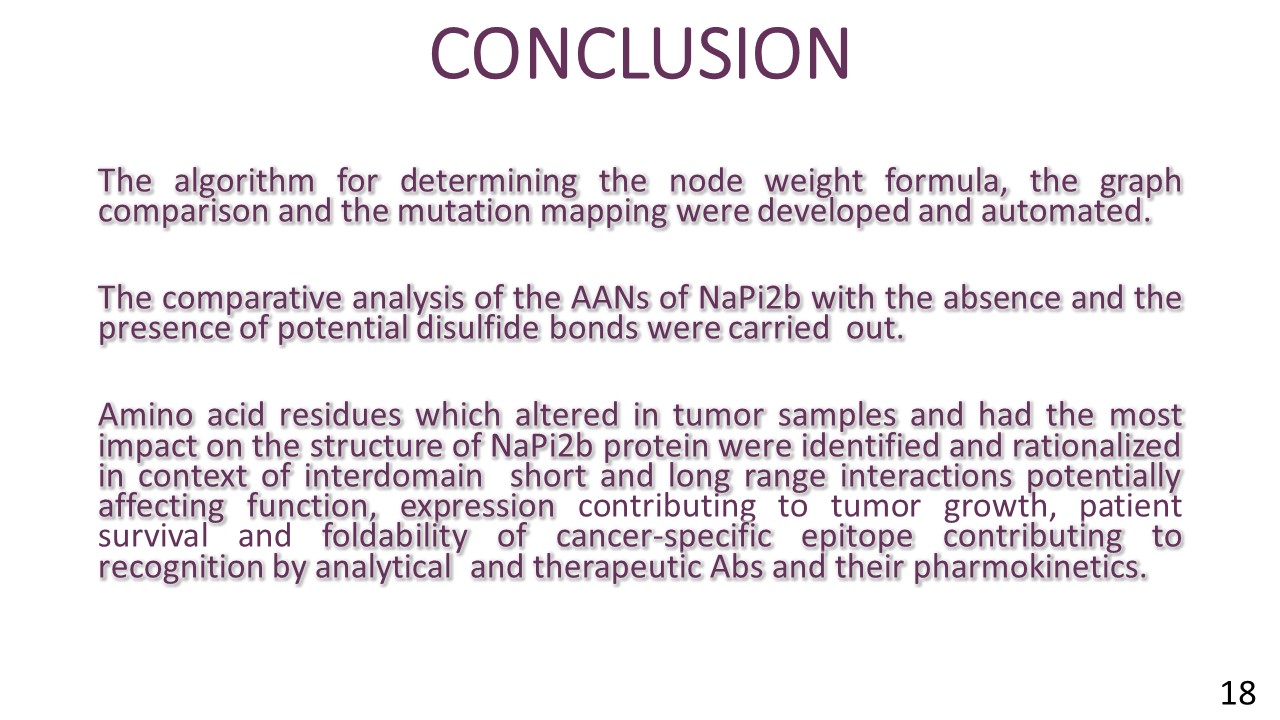 CONCLUSION
The algorithm for determining the node weight formula, the graph
comparison and the mutation mapping were developed and automated.
The comparative analysis of the AANs of NaPi2b with the absence and the
presence of potential disulfide bonds were carried out.
Amino acid residues which altered in tumor samples and had the most
impact on the structure of NaPi2b protein were identified and rationalized
in context of interdomain short and long range interactions potentially
affecting function, expression contributing to tumor growth, patient
survival and foldability of cancer-specific epitope contributing to
recognition by analytical and therapeutic Abs and their pharmokinetics.
18